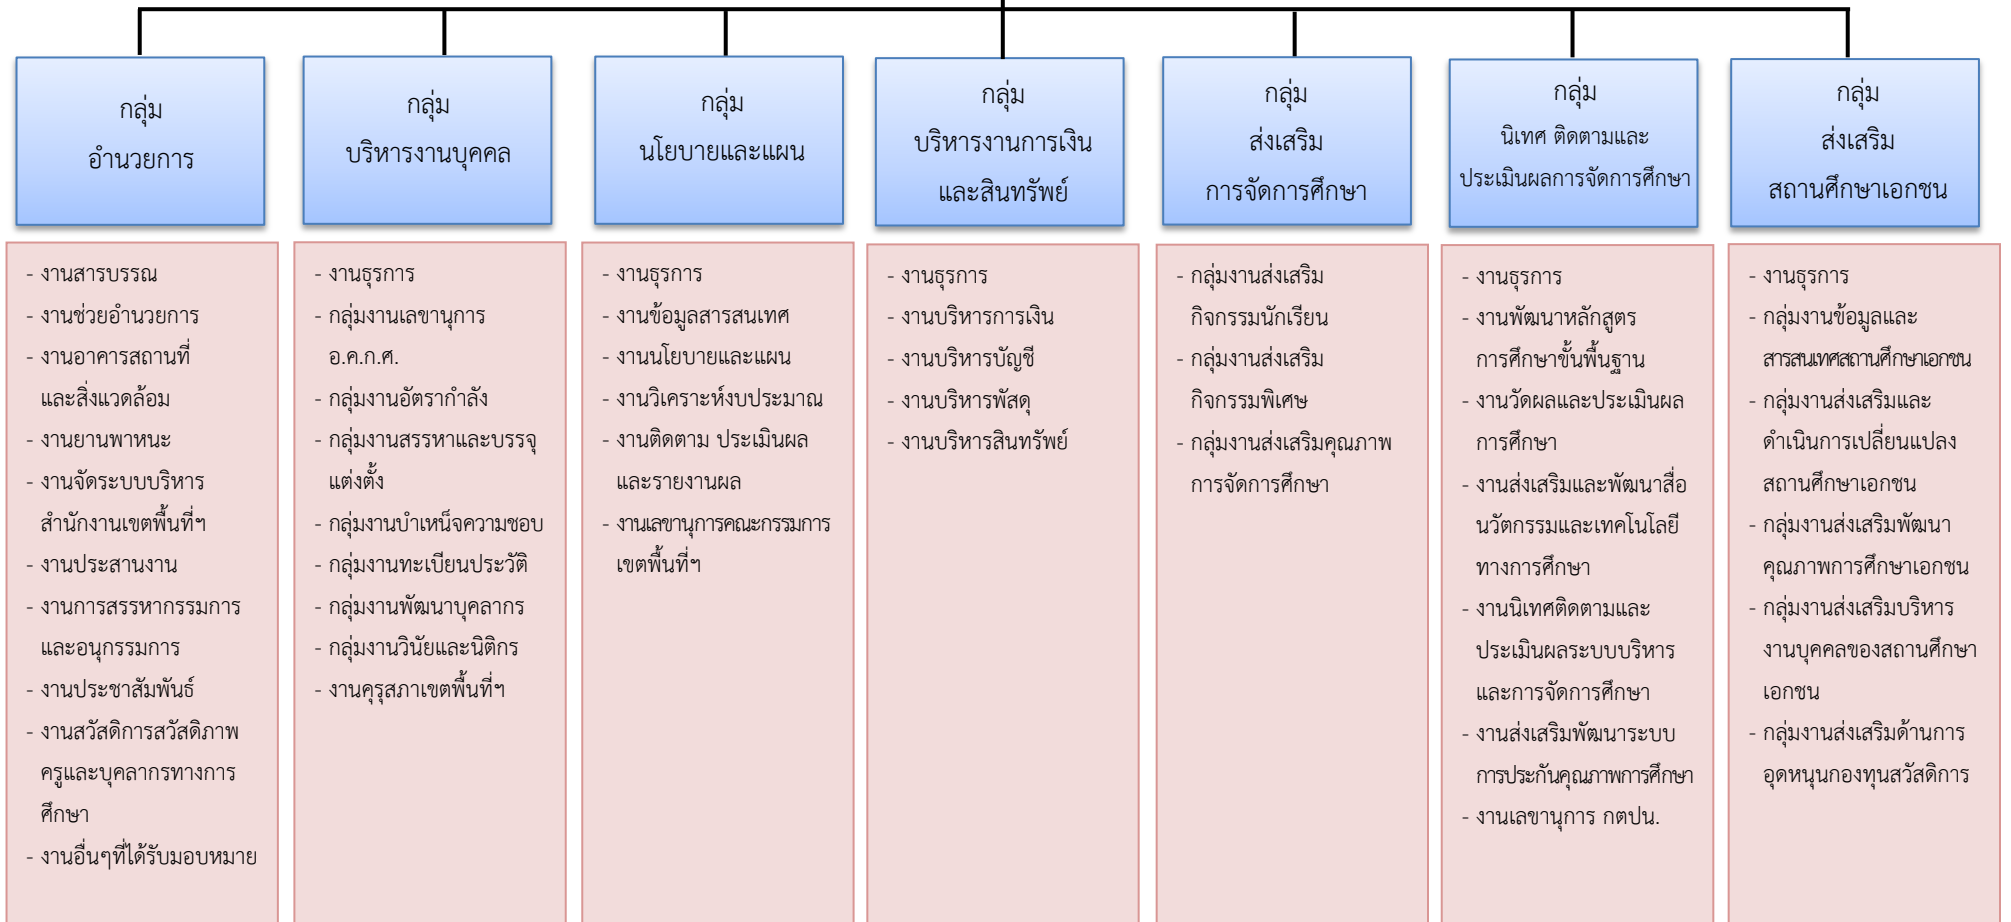 กลุ่ม
อำนวยการ
กลุ่ม
บริหารงานบุคคล
กลุ่ม
นโยบายและแผน
กลุ่ม
บริหารงานการเงิน
และสินทรัพย์
กลุ่ม
ส่งเสริม
การจัดการศึกษา
กลุ่ม
นิเทศ ติดตามและ
ประเมินผลการจัดการศึกษา
กลุ่ม
ส่งเสริม
สถานศึกษาเอกชน
- งานสารบรรณ
- งานช่วยอำนวยการ
- งานอาคารสถานที่
และสิ่งแวดล้อม
- งานยานพาหนะ
- งานจัดระบบบริหาร
สำนักงานเขตพื้นที่ฯ
- งานประสานงาน
- งานการสรรหากรรมการ
และอนุกรรมการ
- งานประชาสัมพันธ์
- งานสวัสดิการสวัสดิภาพ
ครูและบุคลากรทางการ
ศึกษา
- งานอื่นๆที่ได้รับมอบหมาย
- งานธุรการ
- กลุ่มงานเลขานุการ
อ.ค.ก.ศ.
- กลุ่มงานอัตรากำลัง
- กลุ่มงานสรรหาและบรรจุ
แต่งตั้ง
- กลุ่มงานบำเหน็จความชอบ
- กลุ่มงานทะเบียนประวัติ
- กลุ่มงานพัฒนาบุคลากร
- กลุ่มงานวินัยและนิติกร
- งานคุรุสภาเขตพื้นที่ฯ
- งานธุรการ
- งานข้อมูลสารสนเทศ
- งานนโยบายและแผน
- งานวิเคราะห์งบประมาณ
- งานติดตาม ประเมินผล
และรายงานผล
- งานเลขานุการคณะกรรมการ
เขตพื้นที่ฯ
- งานธุรการ
- งานบริหารการเงิน
- งานบริหารบัญชี
- งานบริหารพัสดุ
- งานบริหารสินทรัพย์
- กลุ่มงานส่งเสริม
กิจกรรมนักเรียน
- กลุ่มงานส่งเสริม
กิจกรรมพิเศษ
- กลุ่มงานส่งเสริมคุณภาพ
การจัดการศึกษา
- งานธุรการ
- งานพัฒนาหลักสูตร
การศึกษาขั้นพื้นฐาน
- งานวัดผลและประเมินผล
การศึกษา
- งานส่งเสริมและพัฒนาสื่อ
นวัตกรรมและเทคโนโลยี
ทางการศึกษา
- งานนิเทศติดตามและ
ประเมินผลระบบบริหาร
และการจัดการศึกษา
- งานส่งเสริมพัฒนาระบบ
การประกันคุณภาพการศึกษา
- งานเลขานุการ กตปน.
- งานธุรการ
- กลุ่มงานข้อมูลและ
สารสนเทศสถานศึกษาเอกชน
- กลุ่มงานส่งเสริมและ
ดำเนินการเปลี่ยนแปลง
สถานศึกษาเอกชน
- กลุ่มงานส่งเสริมพัฒนา
คุณภาพการศึกษาเอกชน
- กลุ่มงานส่งเสริมบริหาร
งานบุคคลของสถานศึกษา
เอกชน
- กลุ่มงานส่งเสริมด้านการ
อุดหนุนกองทุนสวัสดิการ